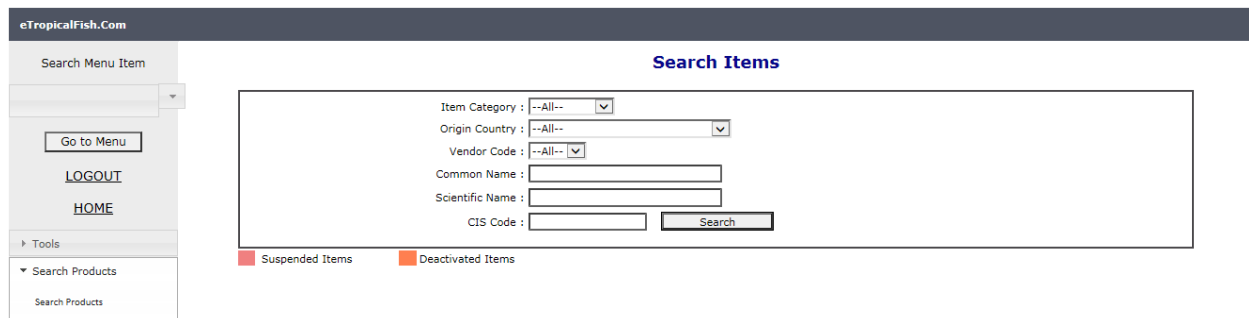 eTropicalFish.Com
Search Menu Item
Go to Menu
LOGOUT
HOME
Tools
Search Products
Search Products
Search Items
Item Category : --All--
Origin Country : --All--
Vendor Code : --All--
Common Name :
Scientific Name :
CIS Code : Search
Suspended Items Deactivated Items